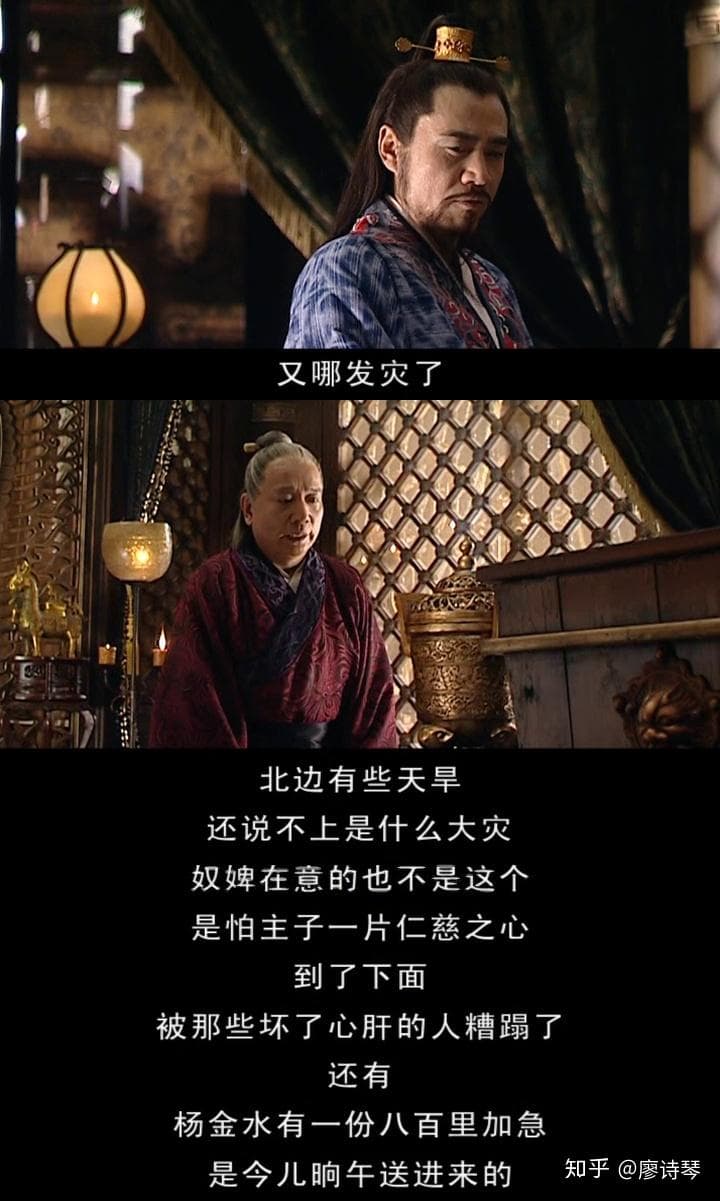 又哪发灾了
北边有些天旱
还说不上是什么大灾
奴婢在意的也不是这个
是怕主子一片仁慈之心
到了下面
被那些坏了心肝的人糟蹋了
还有
杨金水有一份八百里加急
是今儿晌午送进来的
知乎 @廖诗琴